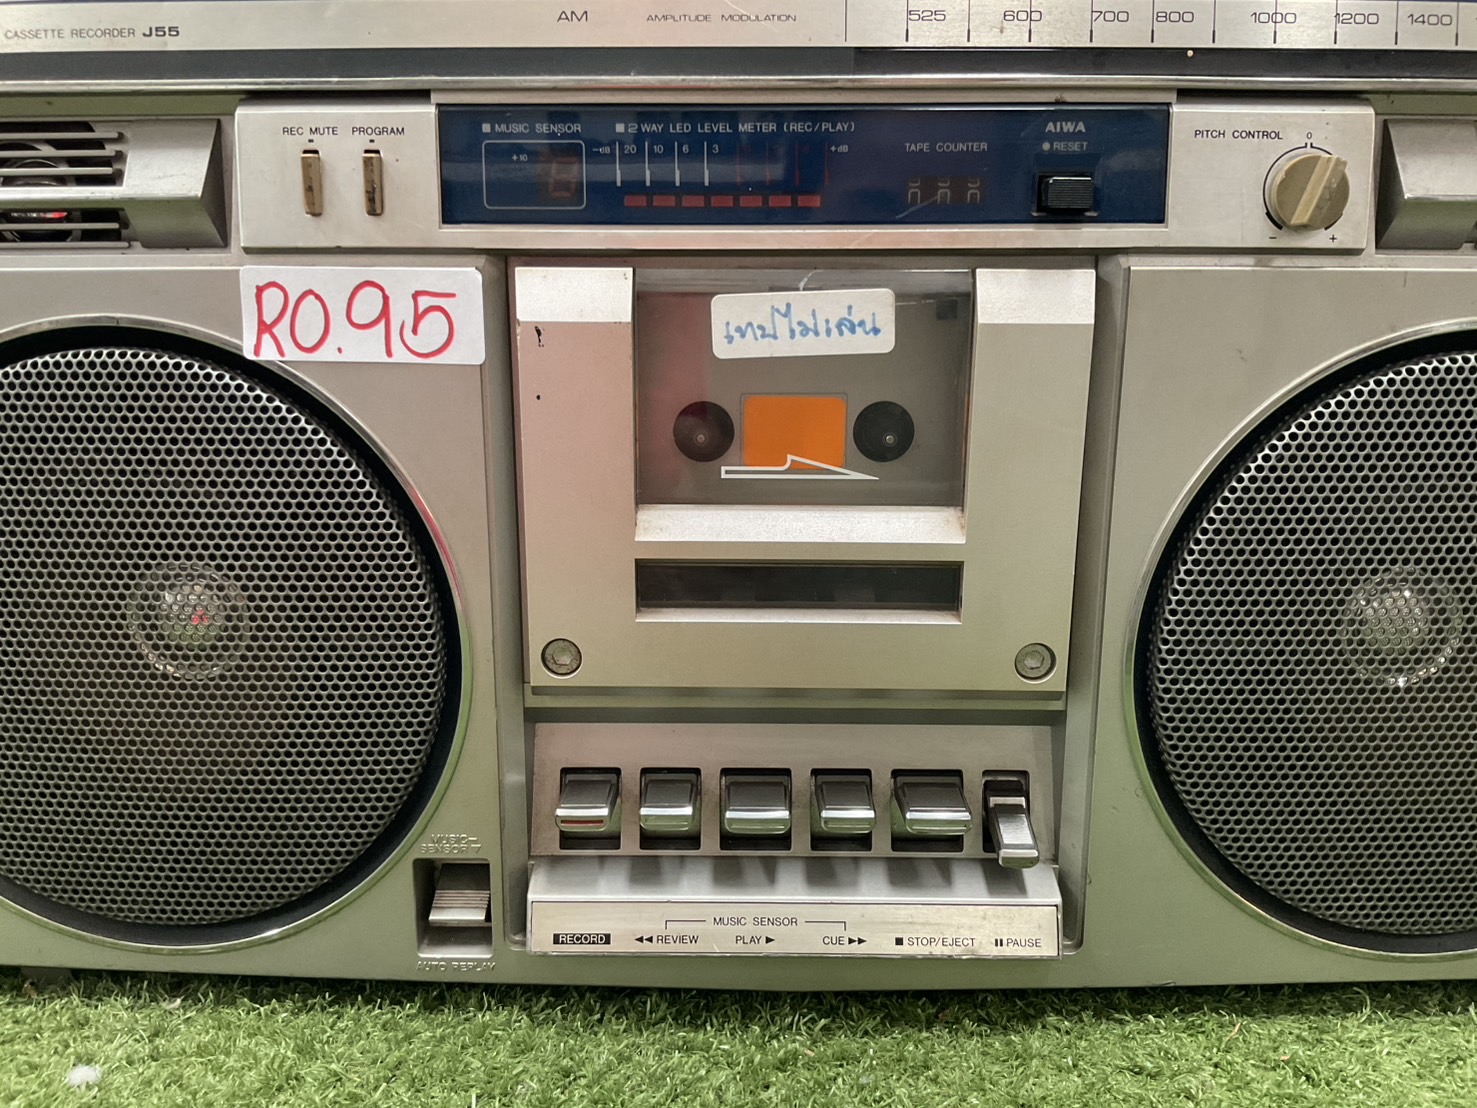 CASSETTE RECORDER J55
AM AMPLITUDE MODULATION 525 600 700 800 1000 1200 1400
REC MUTE PROGRAM
MUSIC SENSOR
+10
2 WAY LED LEVEL METER (REC/PLAY)
-dB 20 10 6 3 +dB
TAPE COUNTER
AIWA
RESET
PITCH CONTROL 0
- +
RO.95
เทปไม่เล่น
MUSIC
SENSOR
AUTO REPLAY
MUSIC SENSOR
RECORD ◀◀ REVIEW PLAY ▶ CUE ▶▶ ■ STOP/EJECT ▮▮ PAUSE